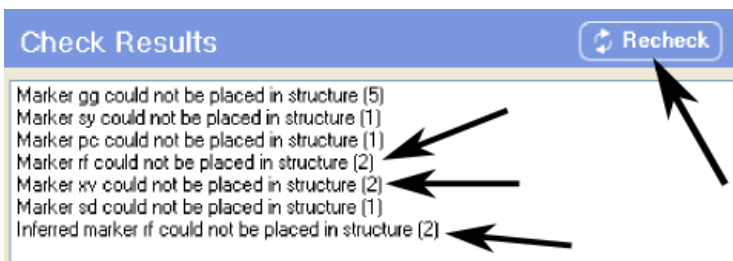 Check Results
Recheck
Marker gg could not be placed in structure (5)
Marker sy could not be placed in structure (1)
Marker pc could not be placed in structure (1)
Marker rf could not be placed in structure (2)
Marker xv could not be placed in structure (2)
Marker sd could not be placed in structure (1)
Inferred marker rf could not be placed in structure (2)